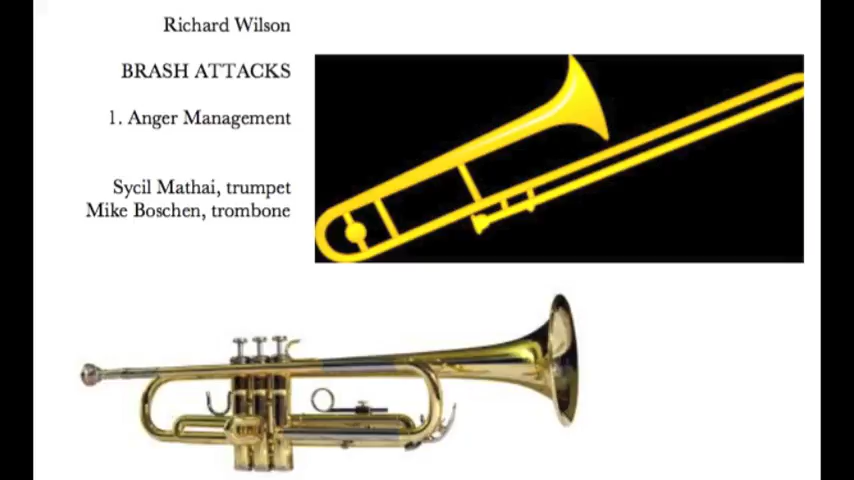 Richard Wilson
BRASH ATTACKS
1. Anger Management
Sycil Mathai, trumpet
Mike Boschen, trombone